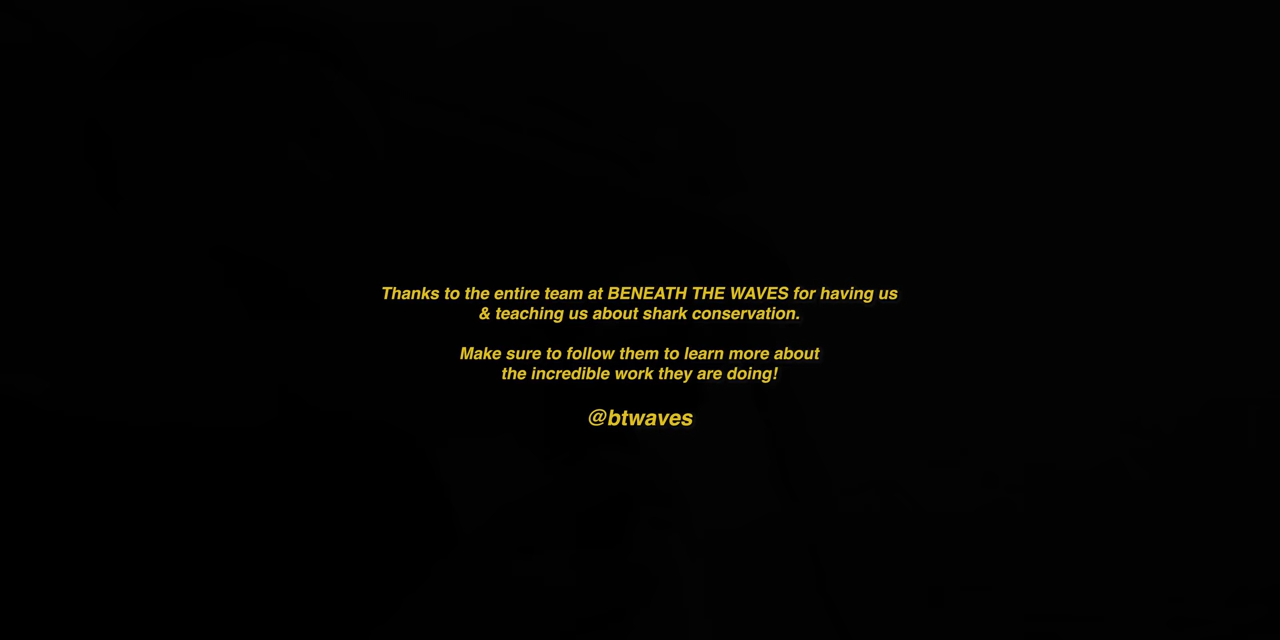 Thanks to the entire team at BENEATH THE WAVES for having us
& teaching us about shark conservation.
Make sure to follow them to learn more about
the incredible work they are doing!
@btwaves